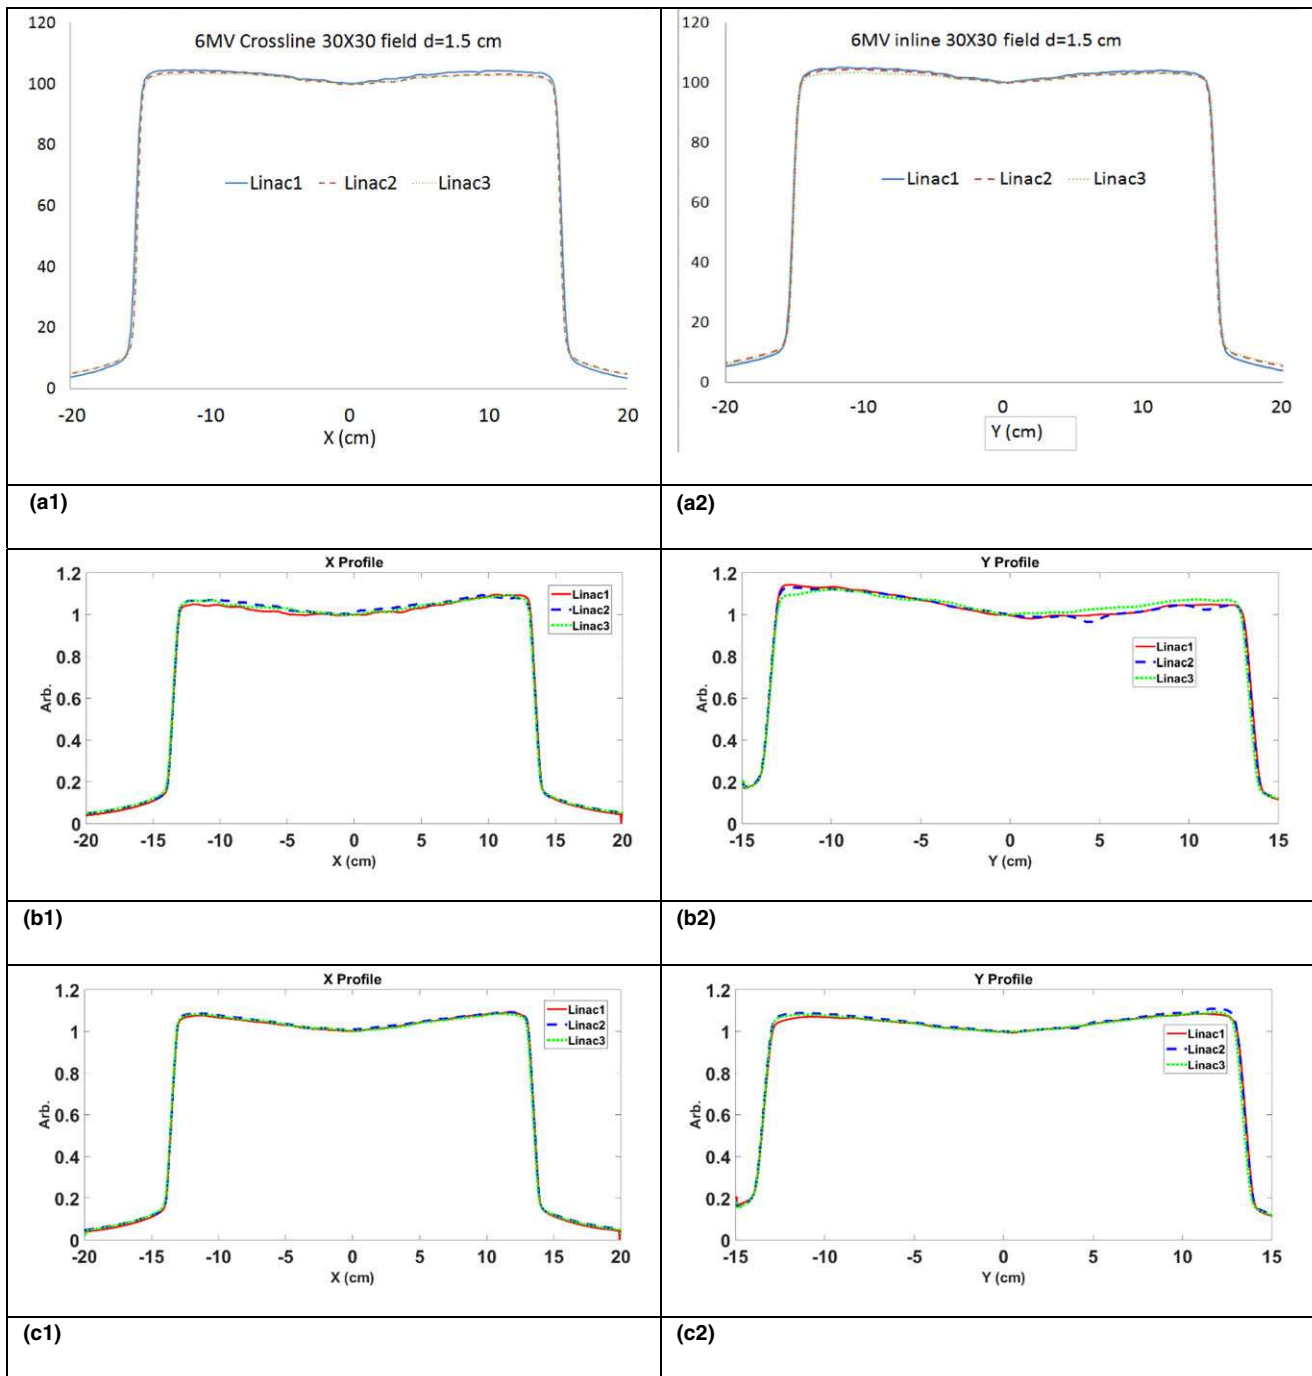 6MV Crossline 30X30 field d=1.5 cm
120
100
80
60
40
20
0
Linac1 Linac2 Linac3
-20 -10 0 10 20
X (cm)
6MV inline 30X30 field d=1.5 cm
120
100
80
60
40
20
0
Linac1 Linac2 Linac3
-20 -10 0 10 20
Y (cm)
(a1) (a2)
X Profile
1.2
1
0.8
0.6
0.4
0.2
0
Arb.
Linac1
Linac2
Linac3
-20 -15 -10 -5 0 5 10 15 20
X (cm)
Y Profile
1.2
1
0.8
0.6
0.4
0.2
0
Arb.
Linac1
Linac2
Linac3
-15 -10 -5 0 5 10 15
Y (cm)
(b1) (b2)
X Profile
1.2
1
0.8
0.6
0.4
0.2
0
Arb.
Linac1
Linac2
Linac3
-20 -15 -10 -5 0 5 10 15 20
X (cm)
Y Profile
1.2
1
0.8
0.6
0.4
0.2
0
Arb.
Linac1
Linac2
Linac3
-15 -10 -5 0 5 10 15
Y (cm)
(c1) (c2)